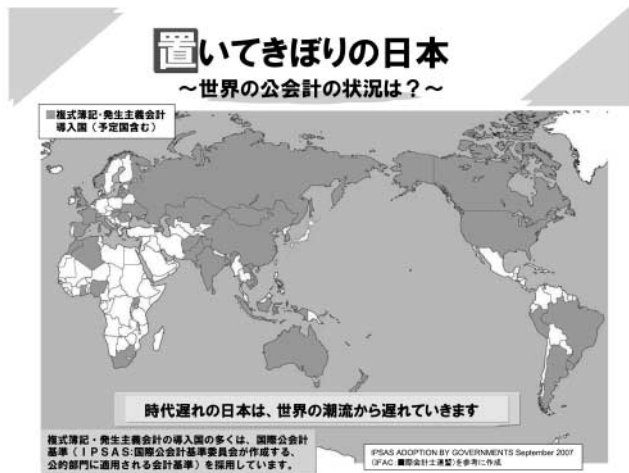 置いてきぼりの日本
～世界の公会計の状況は？～
■複式簿記・発生主義会計
導入国（予定国含む）
時代遅れの日本は、世界の潮流から遅れていきます
複式簿記・発生主義会計の導入国の多くは、国際公会計
基準（ＩＰＳＡＳ:国際公会計基準委員会が作成する、
公的部門に適用される会計基準）を採用しています。
IPSAS ADOPTION BY GOVERNMENTS September 2007
(IFAC:■際会計士連盟)を参考に作成